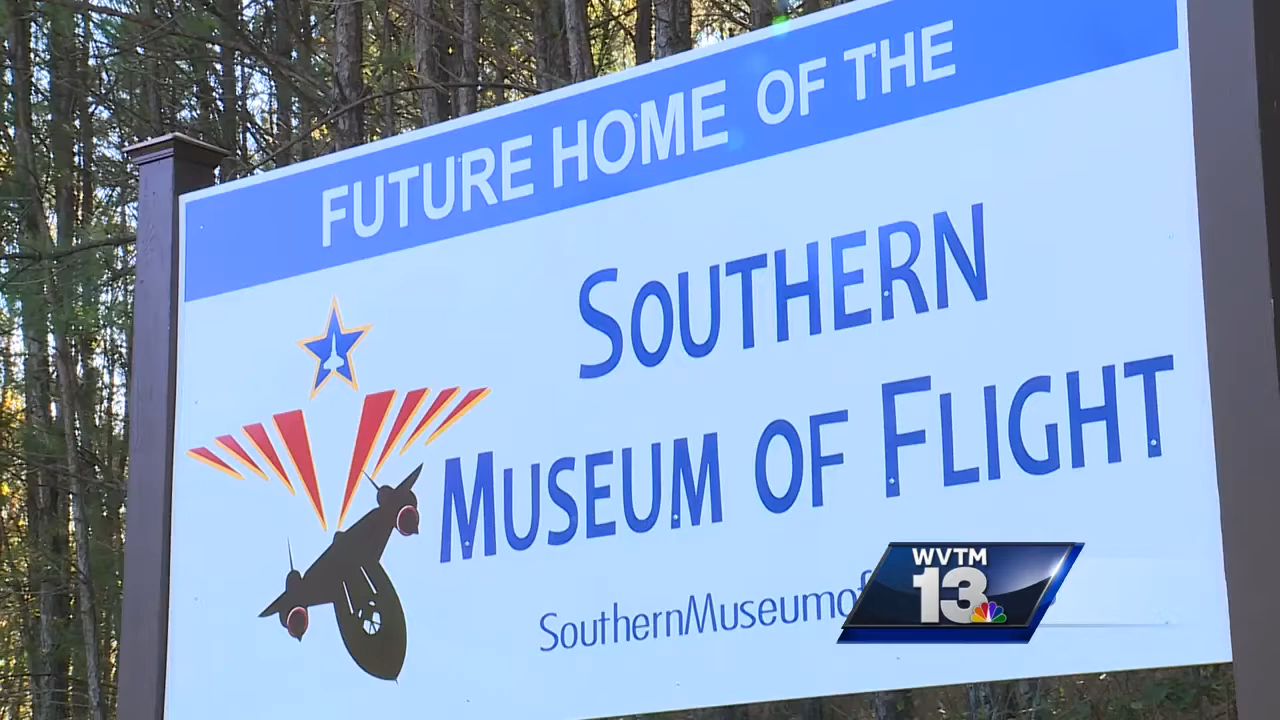 FUTURE HOME OF THE
SOUTHERN
MUSEUM OF FLIGHT
SouthernMuseumof
WVTM
13